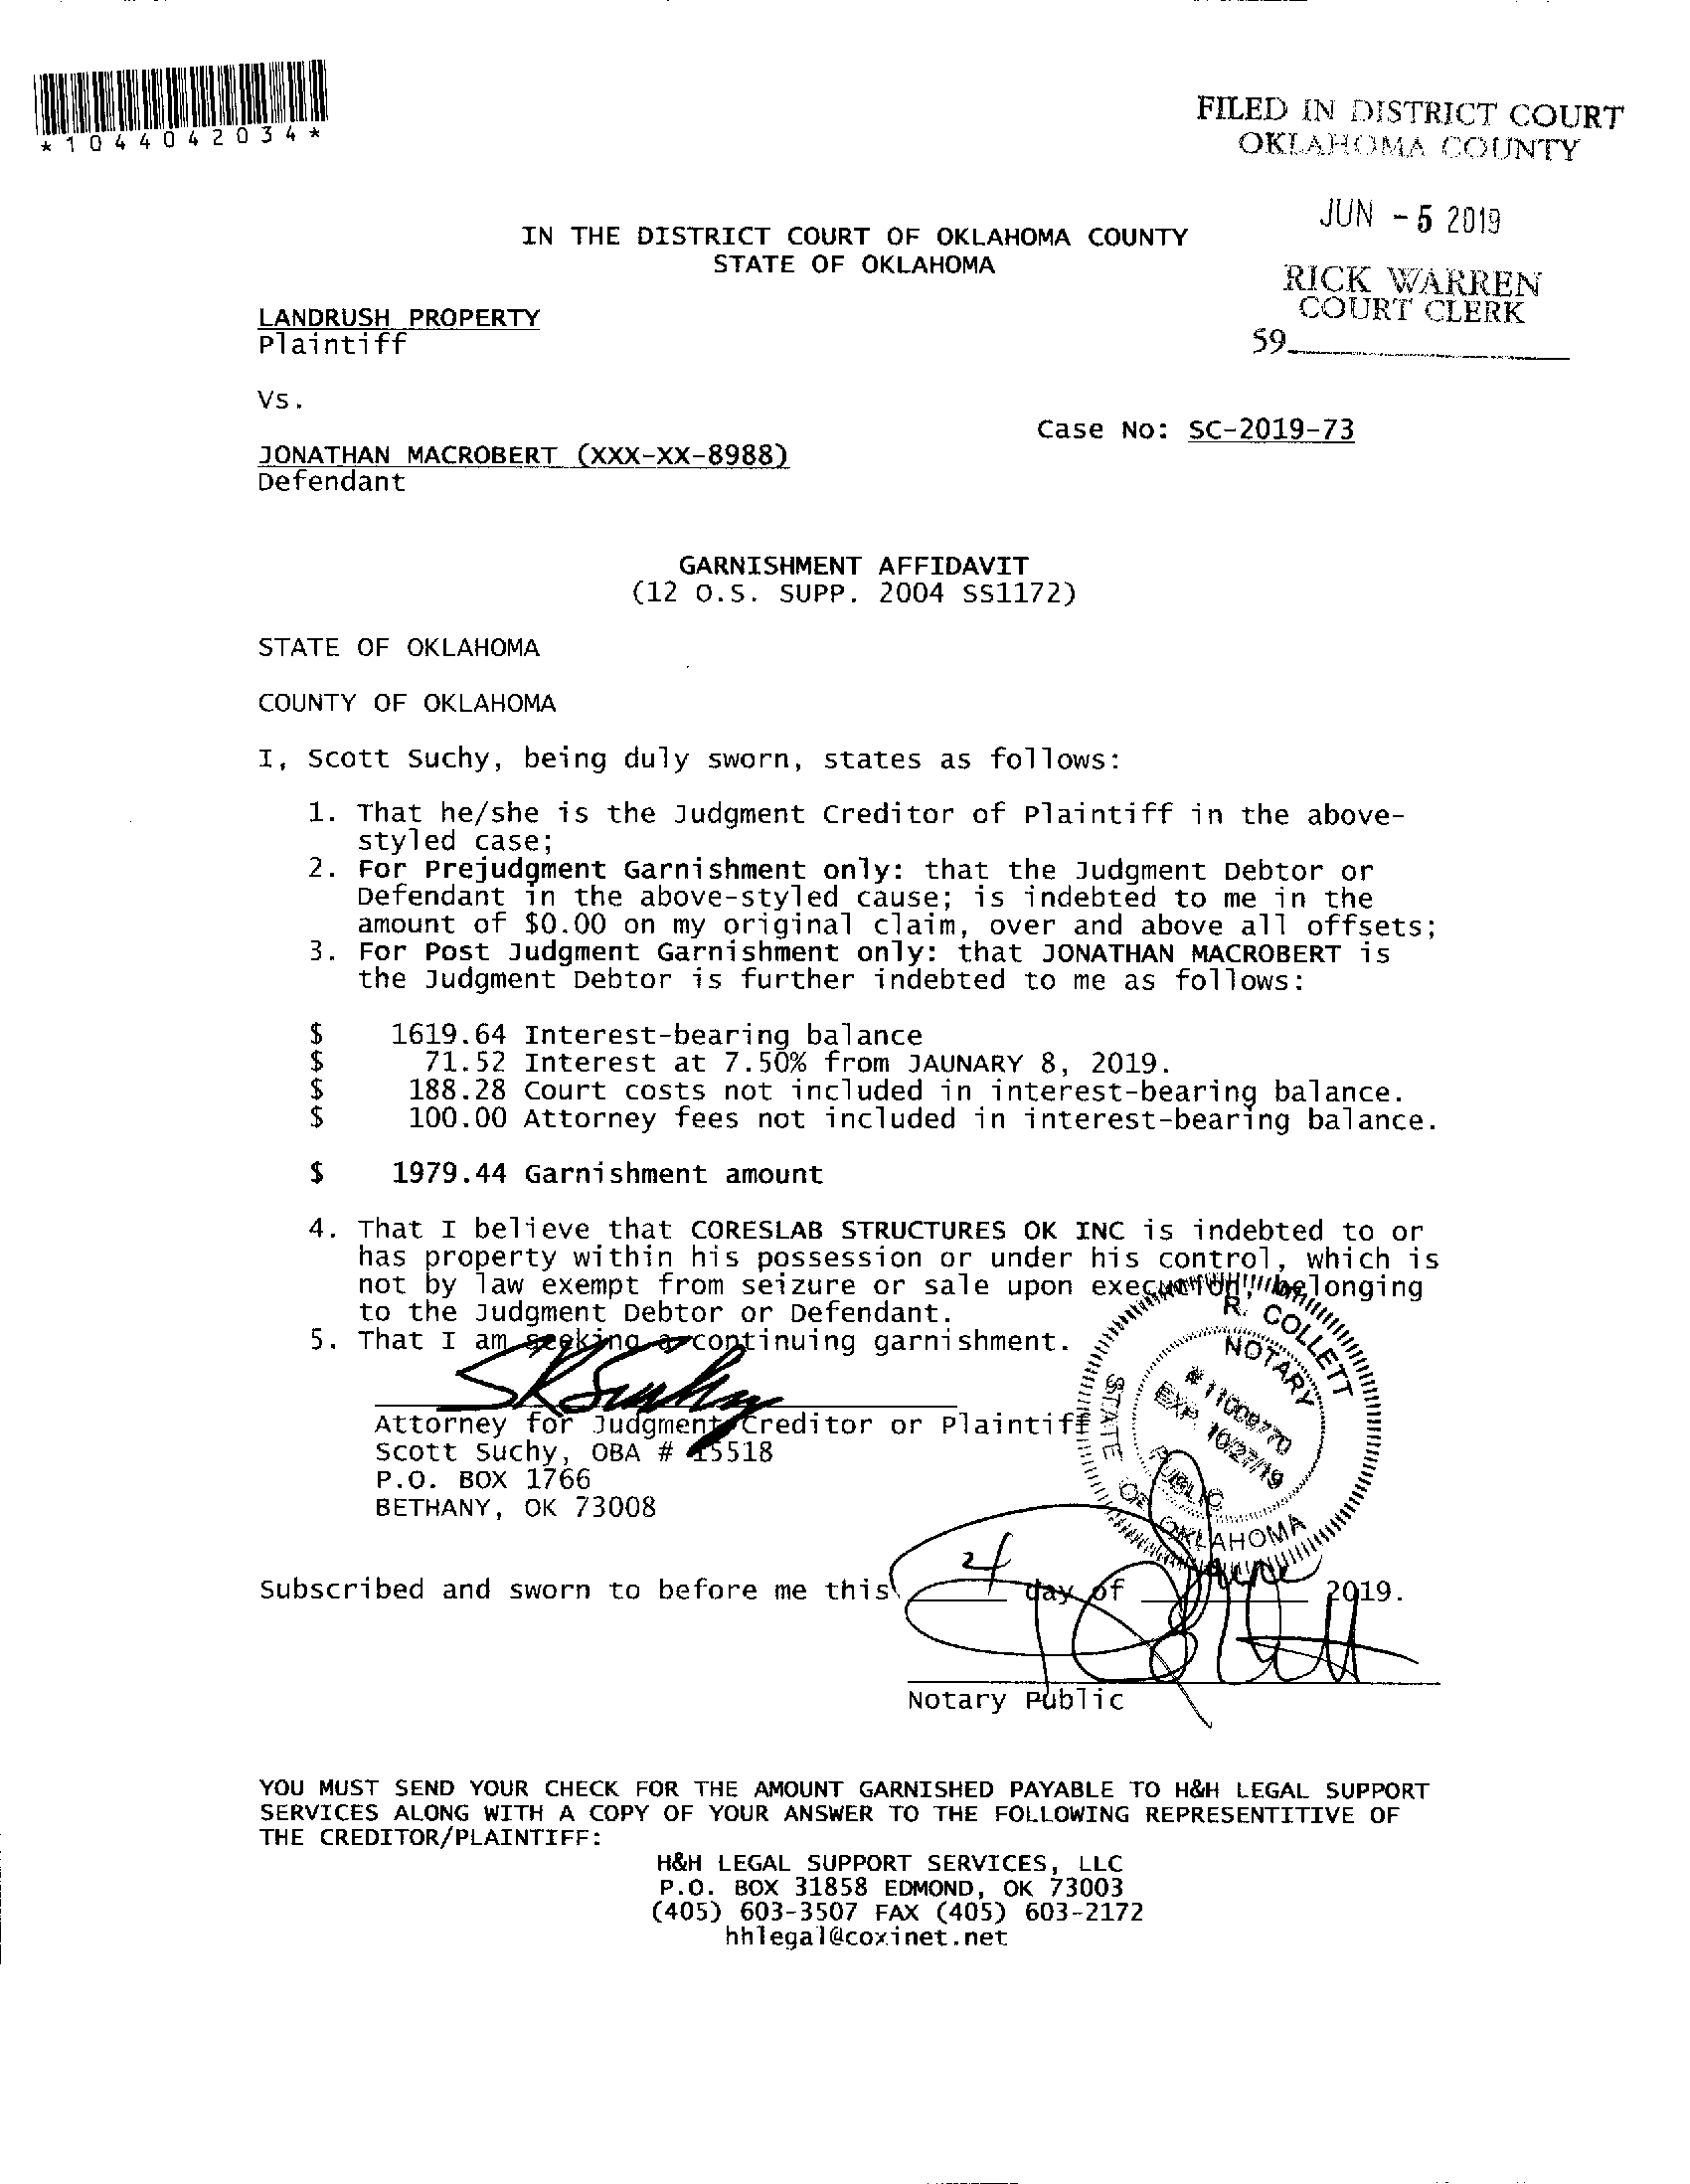 *1044042034*
FILED IN DISTRICT COURT
OKLAHOMA COUNTY
JUN - 5 2019
RICK WARREN
COURT CLERK
59
IN THE DISTRICT COURT OF OKLAHOMA COUNTY
STATE OF OKLAHOMA
LANDRUSH PROPERTY
Plaintiff
Vs.
Case No: SC-2019-73
JONATHAN MACROBERT (XXX-XX-8988)
Defendant
GARNISHMENT AFFIDAVIT
(12 O.S. SUPP. 2004 SS1172)
STATE OF OKLAHOMA
COUNTY OF OKLAHOMA
I, Scott Suchy, being duly sworn, states as follows:
1. That he/she is the Judgment Creditor of Plaintiff in the above-
styled case;
2. For Prejudgment Garnishment only: that the Judgment Debtor or
Defendant in the above-styled cause; is indebted to me in the
amount of $0.00 on my original claim, over and above all offsets;
3. For Post Judgment Garnishment only: that JONATHAN MACROBERT is
the Judgment Debtor is further indebted to me as follows:
$ 1619.64 Interest-bearing balance
$ 71.52 Interest at 7.50% from JAUNARY 8, 2019.
$ 188.28 Court costs not included in interest-bearing balance.
$ 100.00 Attorney fees not included in interest-bearing balance.
$ 1979.44 Garnishment amount
4. That I believe that CORESLAB STRUCTURES OK INC is indebted to or
has property within his possession or under his control, which is
not by law exempt from seizure or sale upon execution, belonging
to the Judgment Debtor or Defendant.
5. That I am seeking a continuing garnishment.
R. COLLETT
NOTARY
# 11009770
EXP. 10/27/19
PUBLIC
STATE OF OKLAHOMA
Attorney for Judgment Creditor or Plaintiff
Scott Suchy, OBA # 15518
P.O. BOX 1766
BETHANY, OK 73008
Subscribed and sworn to before me this 4 day of June 2019.
Notary Public
YOU MUST SEND YOUR CHECK FOR THE AMOUNT GARNISHED PAYABLE TO H&H LEGAL SUPPORT
SERVICES ALONG WITH A COPY OF YOUR ANSWER TO THE FOLLOWING REPRESENTITIVE OF
THE CREDITOR/PLAINTIFF:
H&H LEGAL SUPPORT SERVICES, LLC
P.O. BOX 31858 EDMOND, OK 73003
(405) 603-3507 FAX (405) 603-2172
hhlegal@coxinet.net